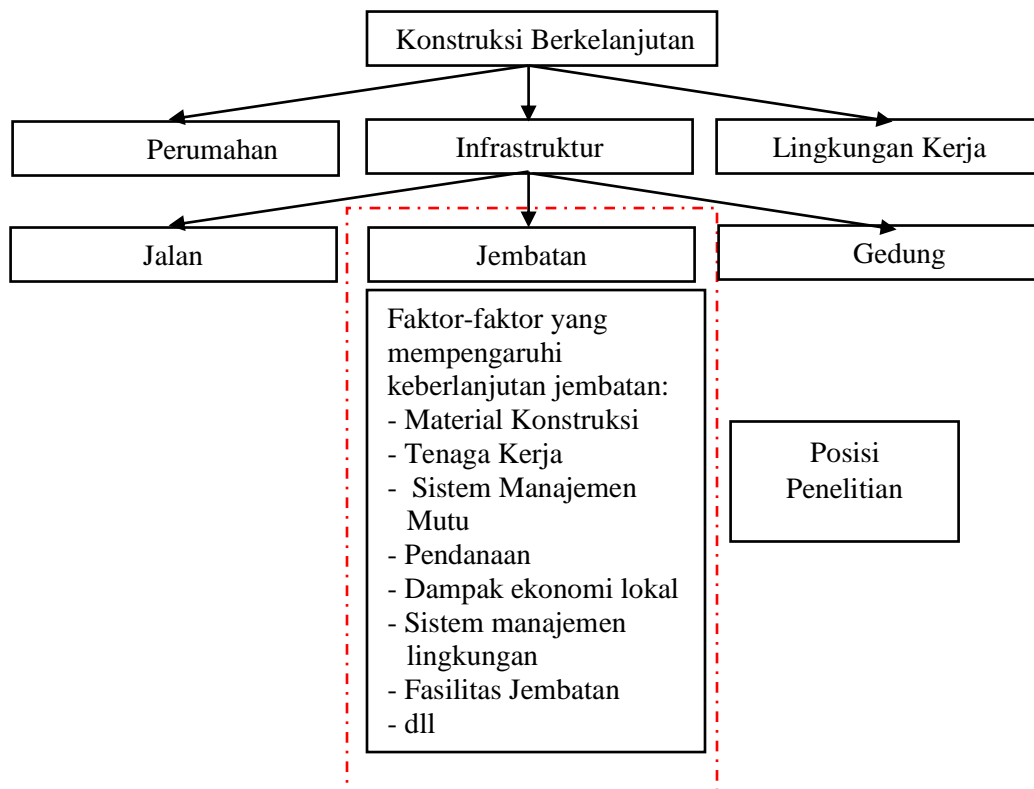 Konstruksi Berkelanjutan
Perumahan
Infrastruktur
Lingkungan Kerja
Jalan
Jembatan
Gedung
Faktor-faktor yang
mempengaruhi
keberlanjutan jembatan:
- Material Konstruksi
- Tenaga Kerja
- Sistem Manajemen
Mutu
- Pendanaan
- Dampak ekonomi lokal
- Sistem manajemen
lingkungan
- Fasilitas Jembatan
- dll
Posisi
Penelitian